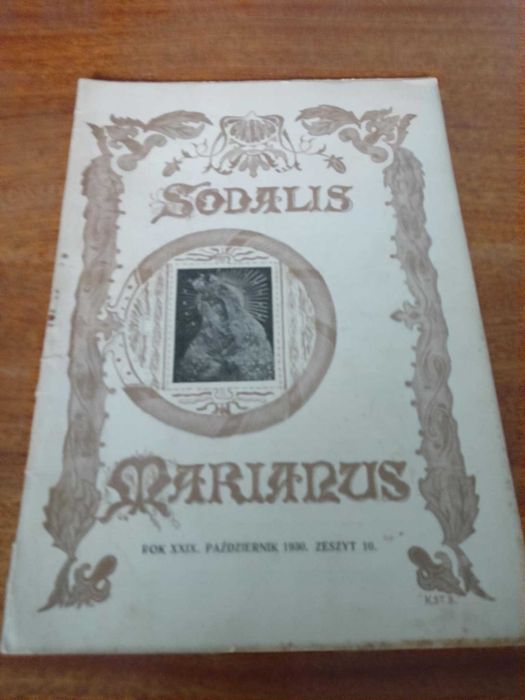 SODALIS
MARIANUS
ROK XXIX. PAŹDZIERNIK 1930. ZESZYT 10.